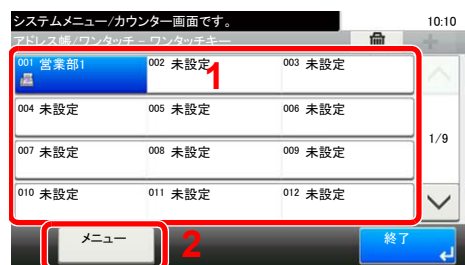 システムメニュー/カウンター画面です。 10:10
アドレス帳/ワンタッチ - ワンタッチキー
001 営業部1 002 未設定 003 未設定
1
004 未設定 005 未設定 006 未設定
007 未設定 008 未設定 009 未設定
1/9
010 未設定 011 未設定 012 未設定
メニュー 2 終了